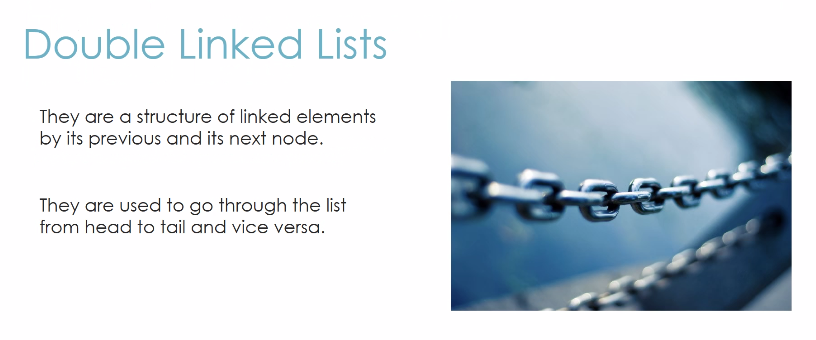 Double Linked Lists
They are a structure of linked elements
by its previous and its next node.
They are used to go through the list
from head to tail and vice versa.